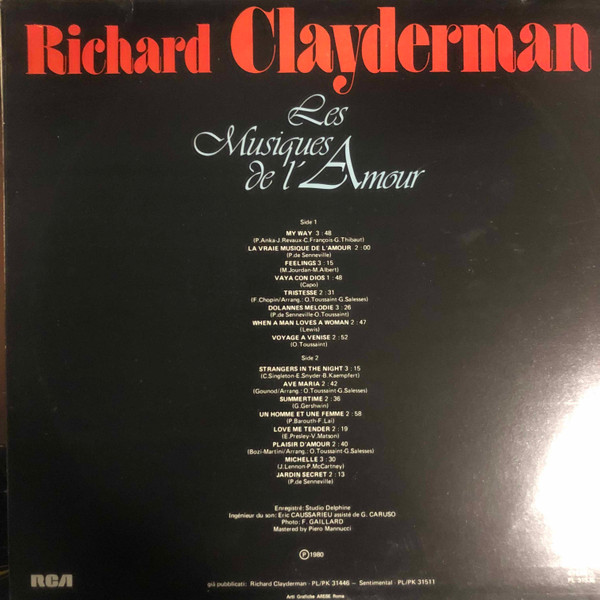 Richard Clayderman
Les
Musiques
de l'Amour
Side 1
MY WAY 3 : 48
(P.Anka-J.Revaux-C.François-G.Thibaut)
LA VRAIE MUSIQUE DE L'AMOUR 2 : 00
(P.de Senneville)
FEELINGS 3 : 15
(M.Jourdan-M.Albert)
VAYA CON DIOS 1 : 48
(Capo)
TRISTESSE 2 : 31
(F.Chopin/Arrang : O.Toussaint-G.Salesses)
DOLANNES MELODIE 3 : 26
(P.de Senneville-O.Toussaint)
WHEN A MAN LOVES A WOMAN 2 : 47
(Lewis)
VOYAGE A VENISE 2 : 52
(O.Toussaint)
Side 2
STRANGERS IN THE NIGHT 3 : 15
(C.Singleton-E.Snyder-B.Kaempfert)
AVE MARIA 2 : 42
(Gounod/Arrang : O.Toussaint-G.Salesses)
SUMMERTIME 2 : 36
(G.Gershwin)
UN HOMME ET UNE FEMME 2 : 58
(P.Barouth-F.Lai)
LOVE ME TENDER 2 : 19
(E.Presley-V.Matson)
PLAISIR D'AMOUR 2 : 40
(Bozi-Martini/Arrang : O.Toussaint-G.Salesses)
MICHELLE 3 : 30
(J.Lennon-P.McCartney)
JARDIN SECRET 2 : 13
(P.de Senneville)
Enregistré: Studio Delphine
Ingénieur du son: Eric CAUSSARIEU assisté de G. CARUSO
Photo: F. GAILLARD
Mastered by Piero Mannucci
Ⓟ 1980
RCA
già pubblicati: Richard Clayderman - PL/PK 31446 — Sentimental - PL/PK 31511
Arti Grafiche AREBE Roma